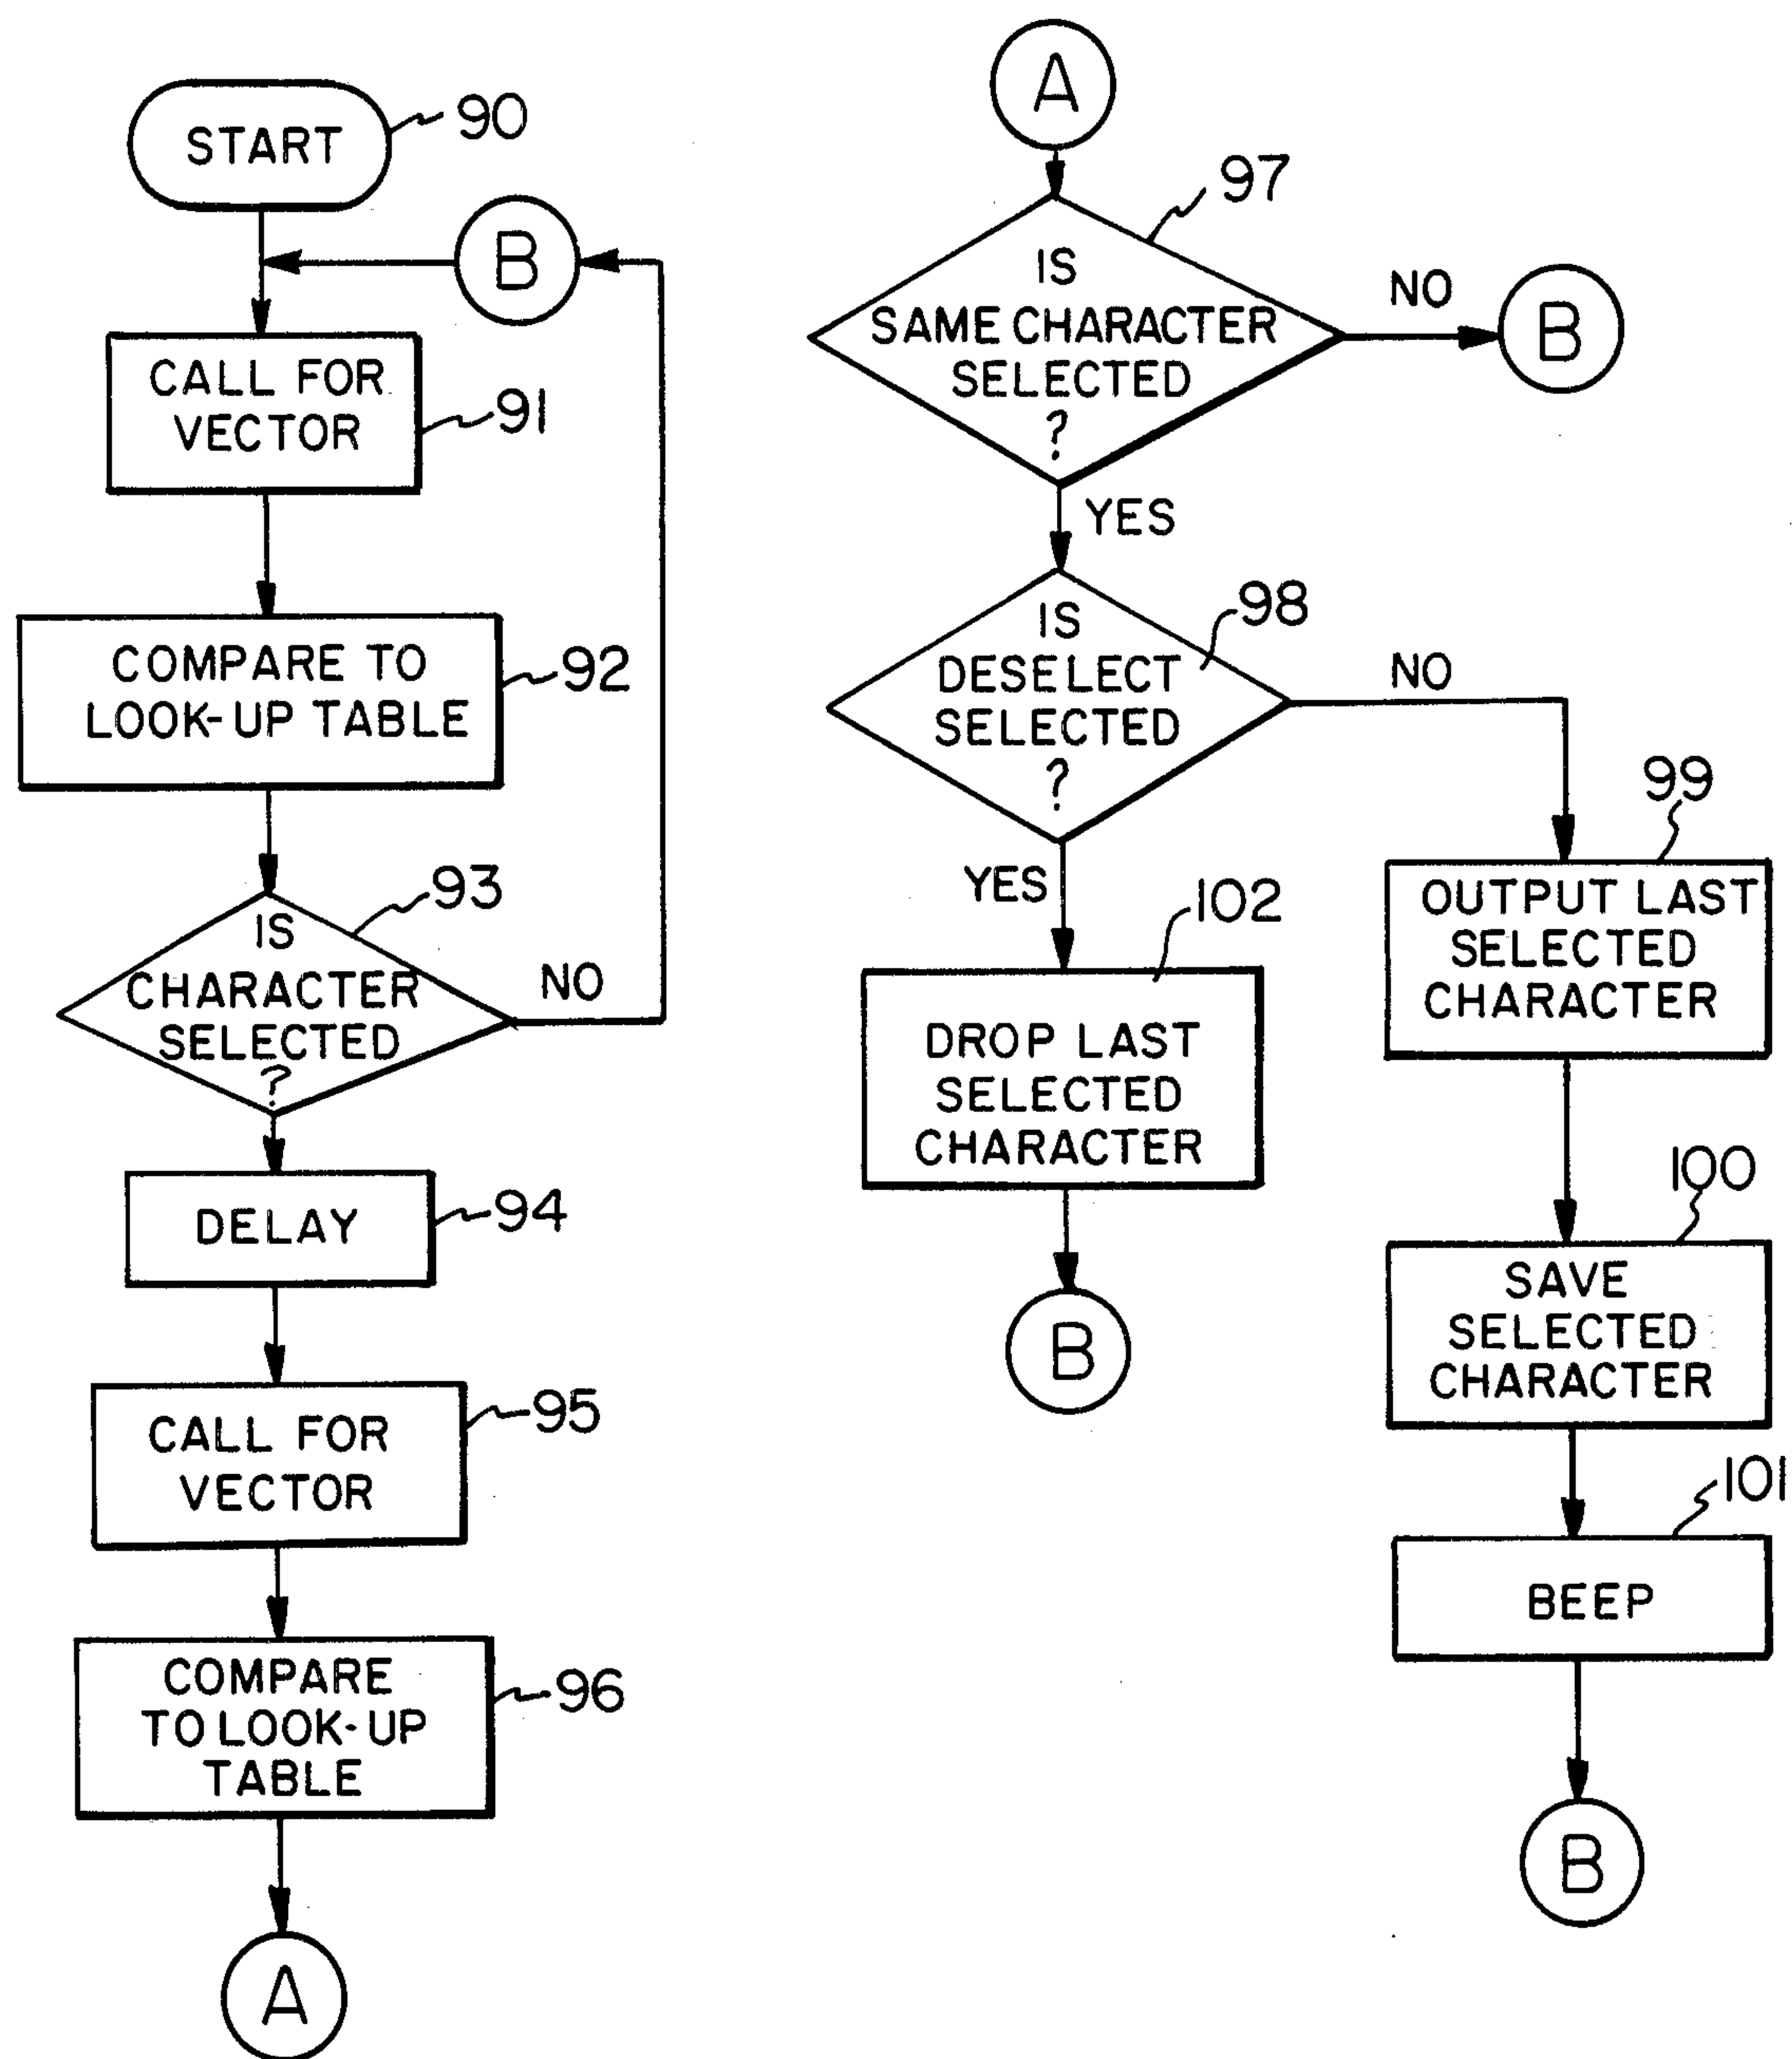 START
90
B
CALL FOR
VECTOR
91
COMPARE TO
LOOK-UP TABLE
92
IS
CHARACTER
SELECTED
?
93
NO
DELAY
94
CALL FOR
VECTOR
95
COMPARE
TO LOOK-UP
TABLE
96
A
A
IS
SAME CHARACTER
SELECTED
?
97
NO
B
YES
IS
DESELECT
SELECTED
?
98
NO
YES
102
DROP LAST
SELECTED
CHARACTER
B
99
OUTPUT LAST
SELECTED
CHARACTER
100
SAVE
SELECTED
CHARACTER
101
BEEP
B